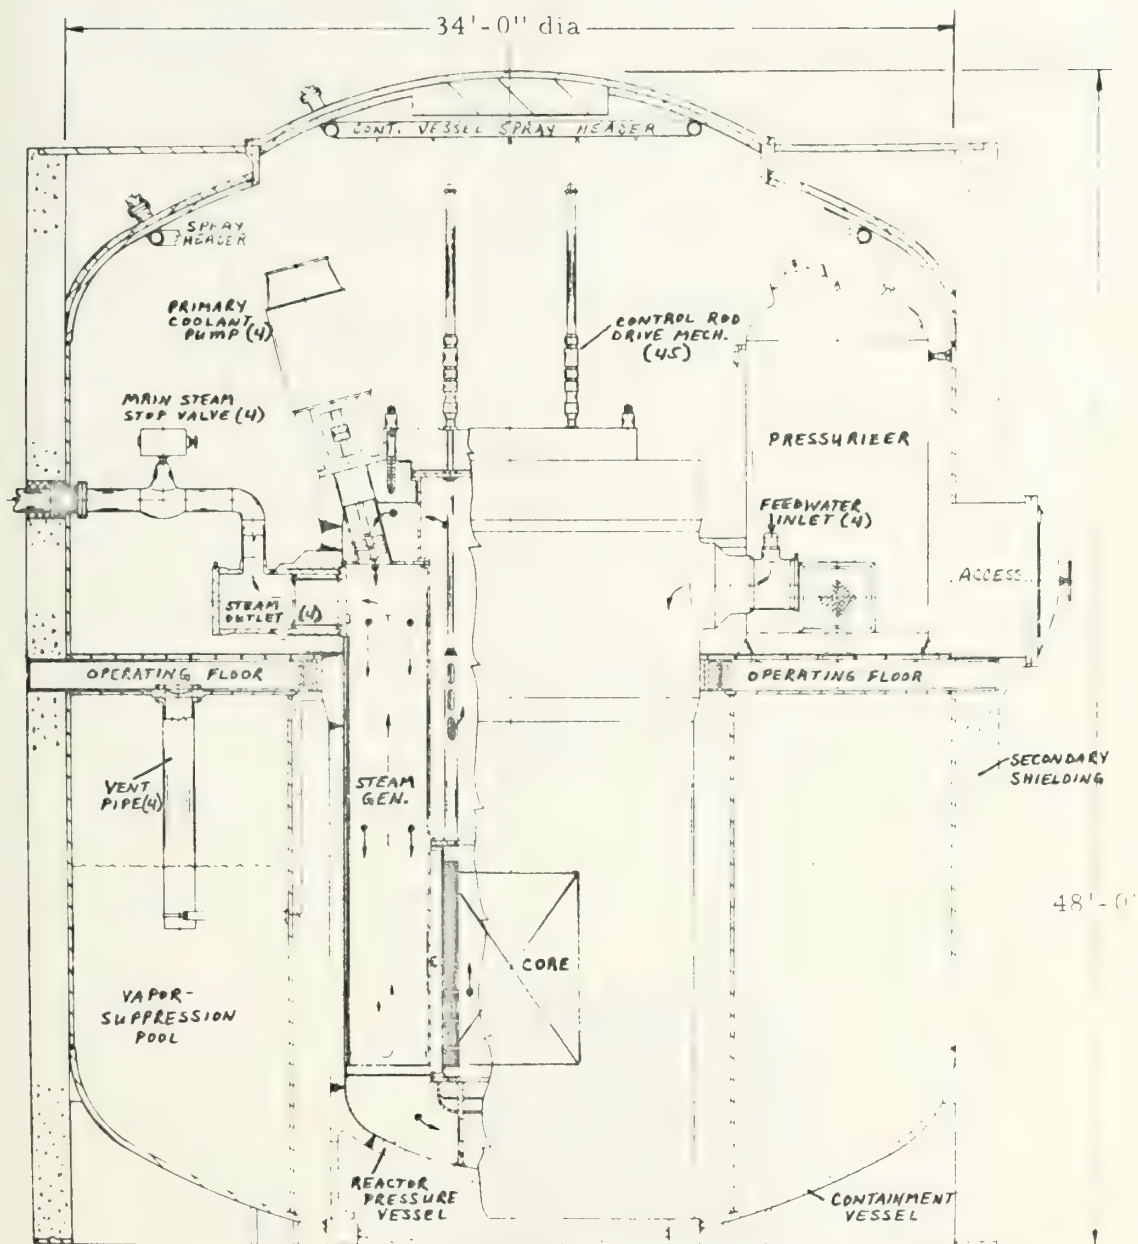 34'-0" dia
CONT. VESSEL SPRAY HEADER
SPRAY
HEADER
PRIMARY
COOLANT
PUMP (4)
CONTROL ROD
DRIVE MECH.
(45)
MAIN STEAM
STOP VALVE (4)
PRESSURIZER
FEEDWATER
INLET (4)
ACCESS
STEAM
OUTLET (4)
OPERATING FLOOR
OPERATING FLOOR
VENT
PIPE (4)
STEAM
GEN.
SECONDARY
SHIELDING
48'-0"
CORE
VAPOR-
SUPPRESSION
POOL
REACTOR
PRESSURE
VESSEL
CONTAINMENT
VESSEL